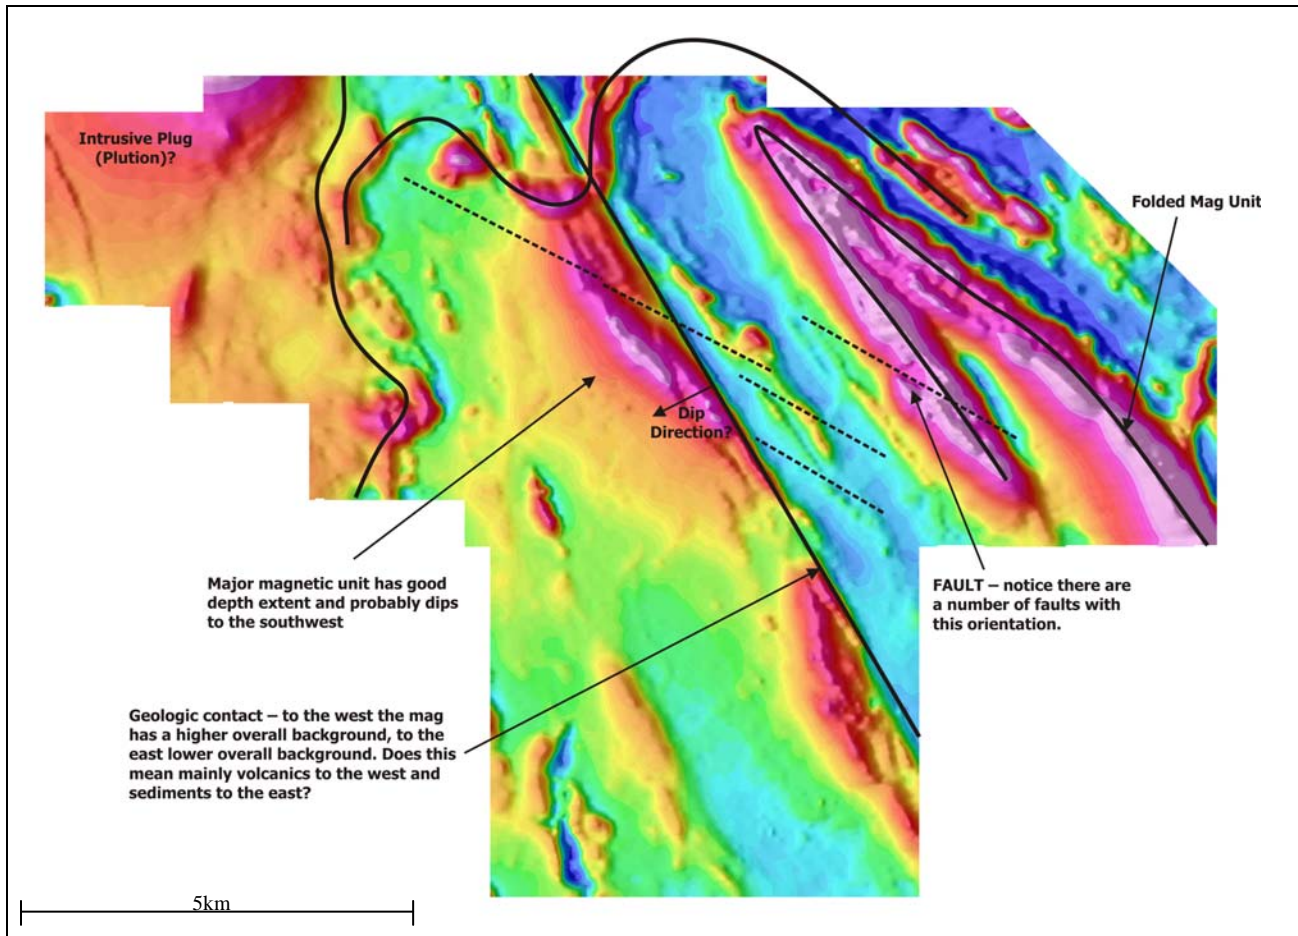 Intrusive Plug
(Plution)?
Folded Mag Unit
Dip
Direction?
Major magnetic unit has good
depth extent and probably dips
to the southwest
FAULT – notice there are
a number of faults with
this orientation.
Geologic contact – to the west the mag
has a higher overall background, to the
east lower overall background. Does this
mean mainly volcanics to the west and
sediments to the east?
5km